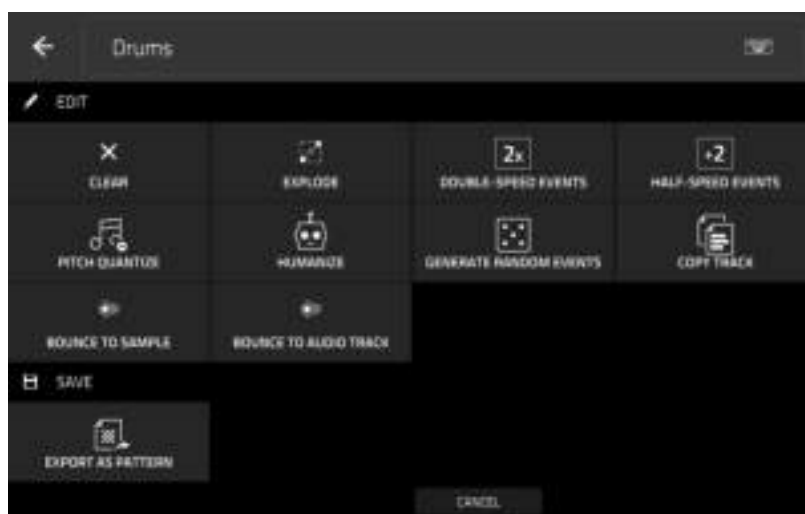 Drums
EDIT
CLEAR
EXPLODE
2x
DOUBLE-SPEED EVENTS
÷2
HALF-SPEED EVENTS
PITCH QUANTIZE
HUMANIZE
GENERATE RANDOM EVENTS
COPY TRACK
BOUNCE TO SAMPLE
BOUNCE TO AUDIO TRACK
SAVE
EXPORT AS PATTERN
CANCEL